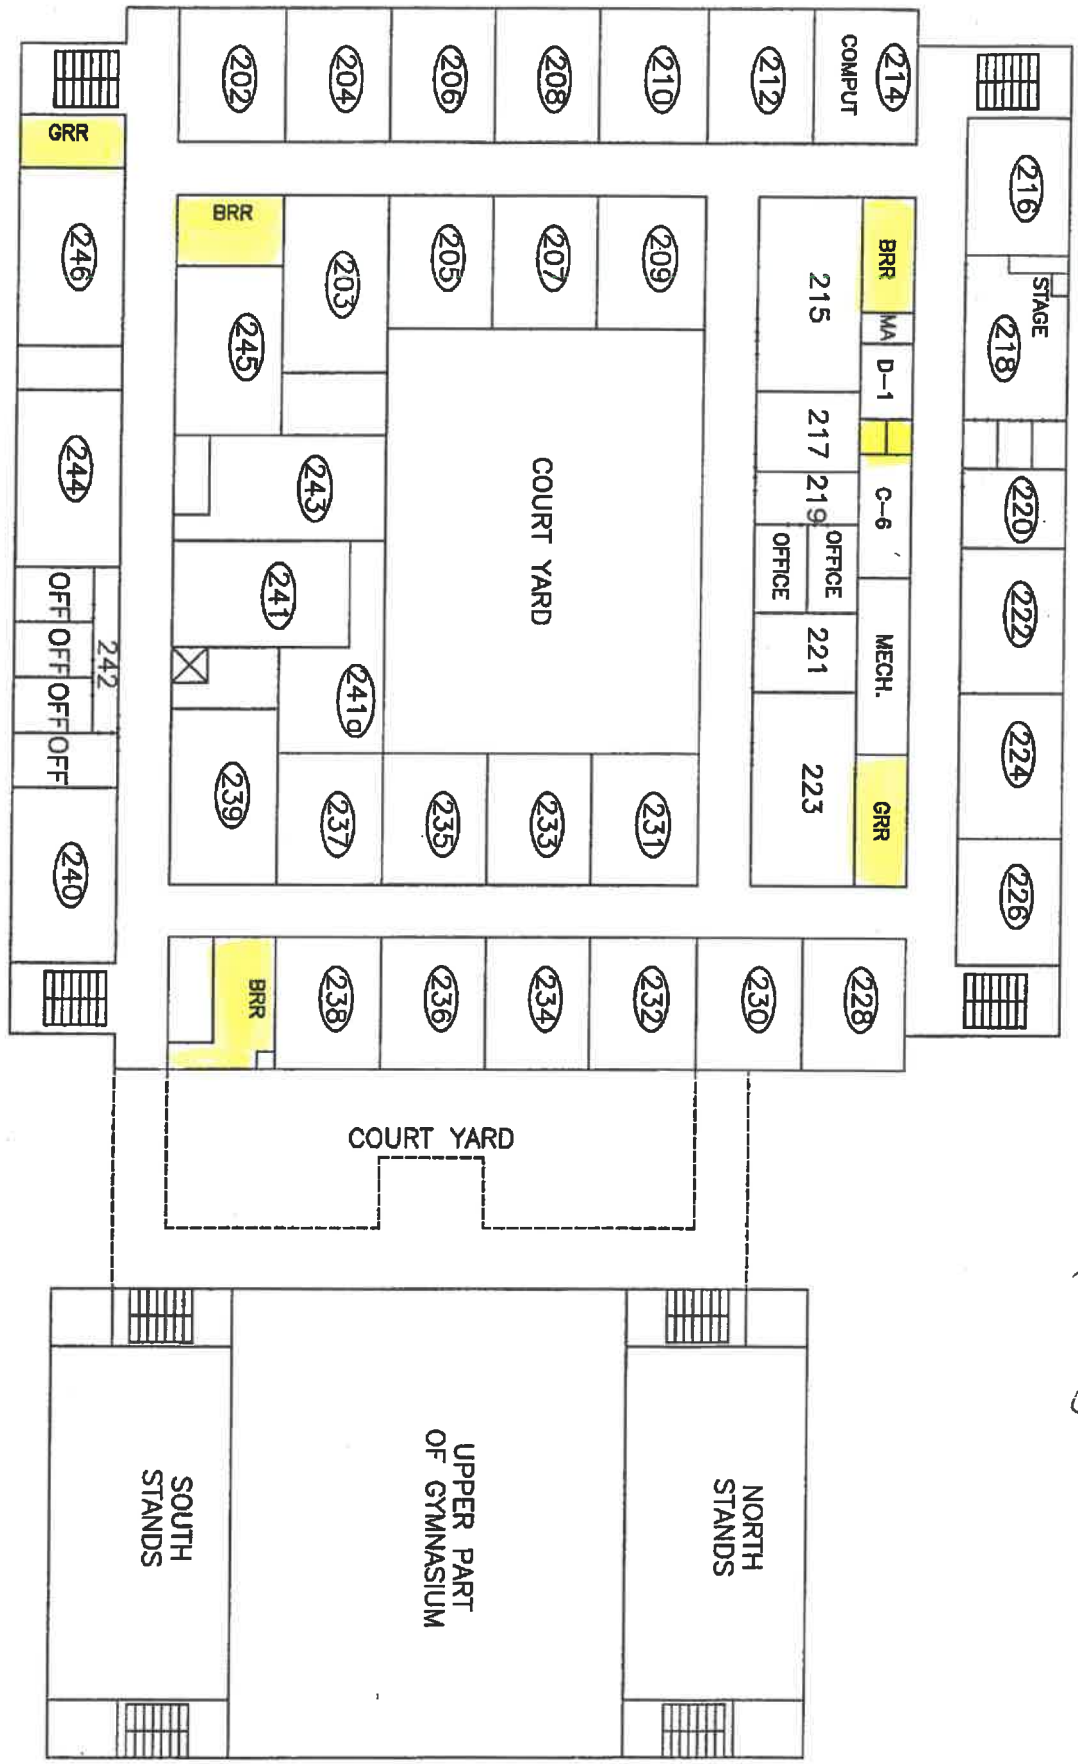 202
204
206
208
210
212
COMPUT
214
GRR
246
BRR
203
205
207
209
245
243
241
241a
244
242
OFF
OFF
OFF
OFF
240
239
237
235
233
231
COURT YARD
215
BRR
MA
D-1
217
219
C-6
OFFICE
OFFICE
221
MECH.
223
GRR
216
STAGE
218
220
222
224
226
BRR
238
236
234
232
230
228
COURT YARD
SOUTH
STANDS
UPPER PART
OF GYMNASIUM
NORTH
STANDS